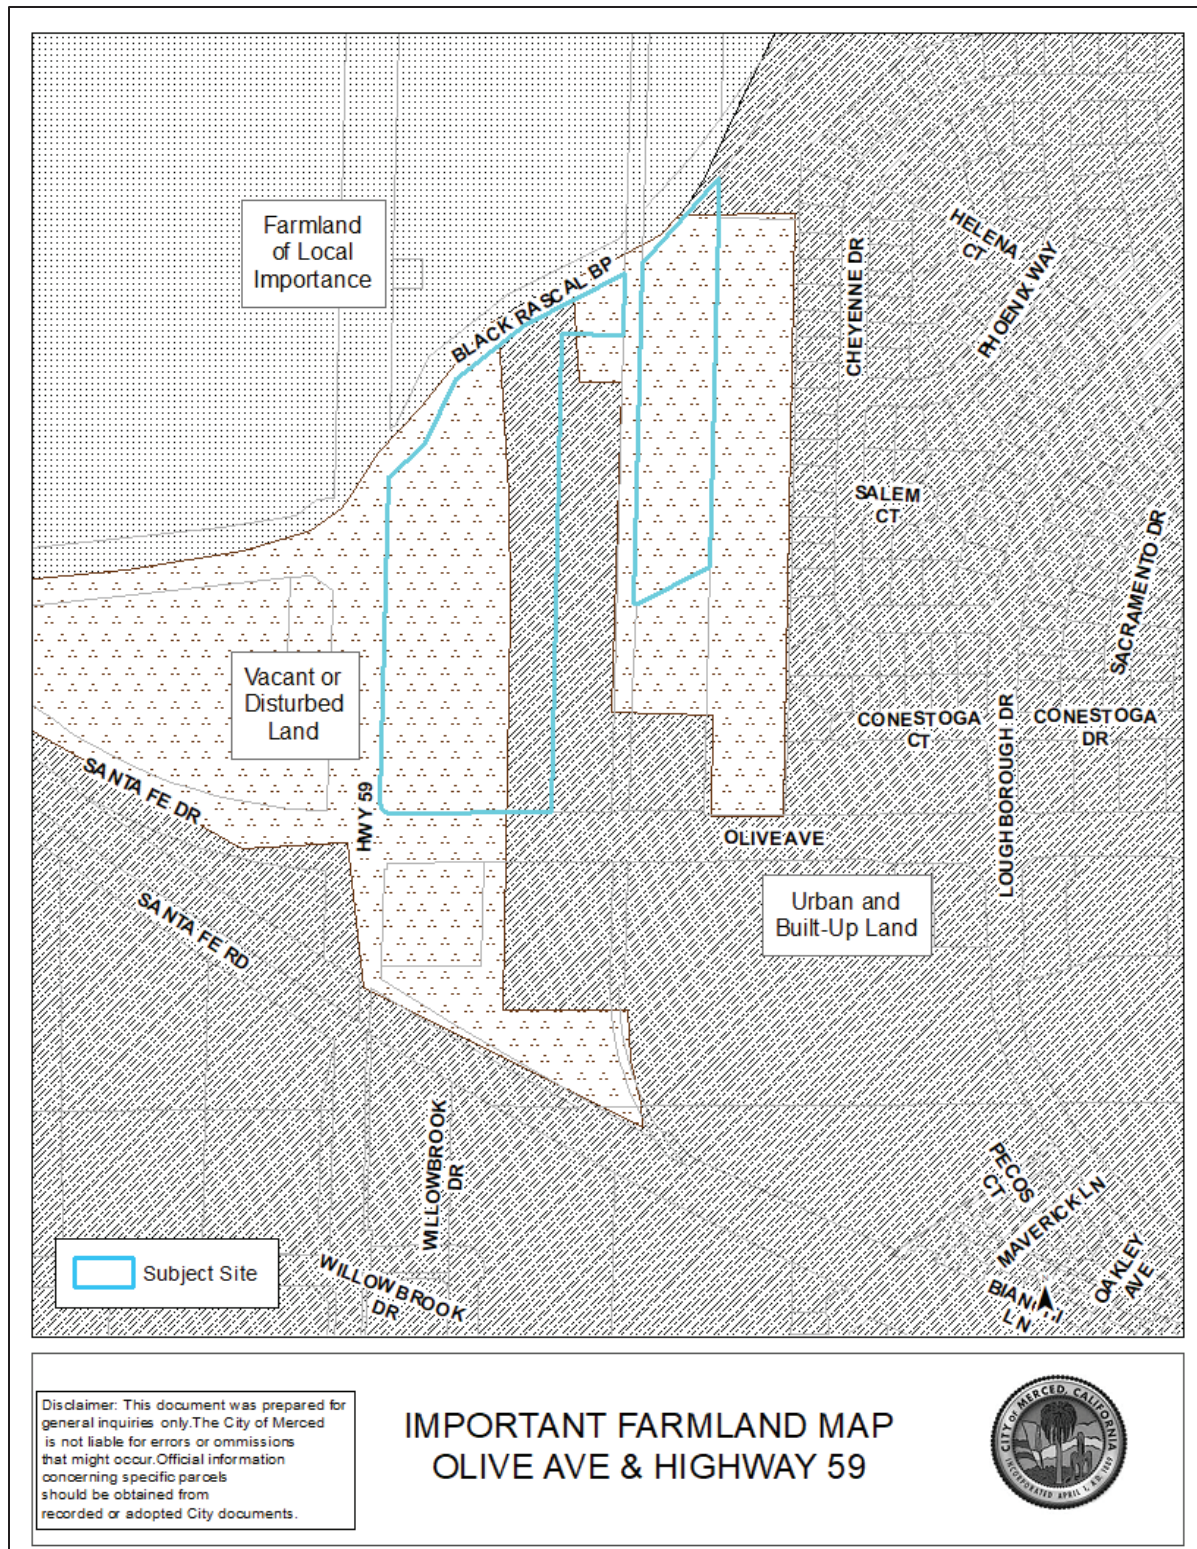 Farmland
of Local
Importance
BLACK RASCAL BP
HELENA
CT
PHOENIX WAY
CHEYENNE DR
SALEM
CT
SACRAMENTO DR
Vacant or
Disturbed
Land
CONESTOGA
CT
LOUGHBOROUGH DR
CONESTOGA
DR
SANTA FE DR
HWY 59
OLIVE AVE
Urban and
Built-Up Land
SANTA FE RD
WILLOWBROOK
DR
PECOS
CT
MAVERICK LN
OAKLEY
AVE
LN
WILLOWBROOK
DR
Subject Site
Disclaimer: This document was prepared for
general inquiries only.The City of Merced
is not liable for errors or ommissions
that might occur.Official information
concerning specific parcels
should be obtained from
recorded or adopted City documents.
IMPORTANT FARMLAND MAP
OLIVE AVE & HIGHWAY 59
CITY OF MERCED, CALIFORNIA
INCORPORATED APRIL 1, A.D. 1889